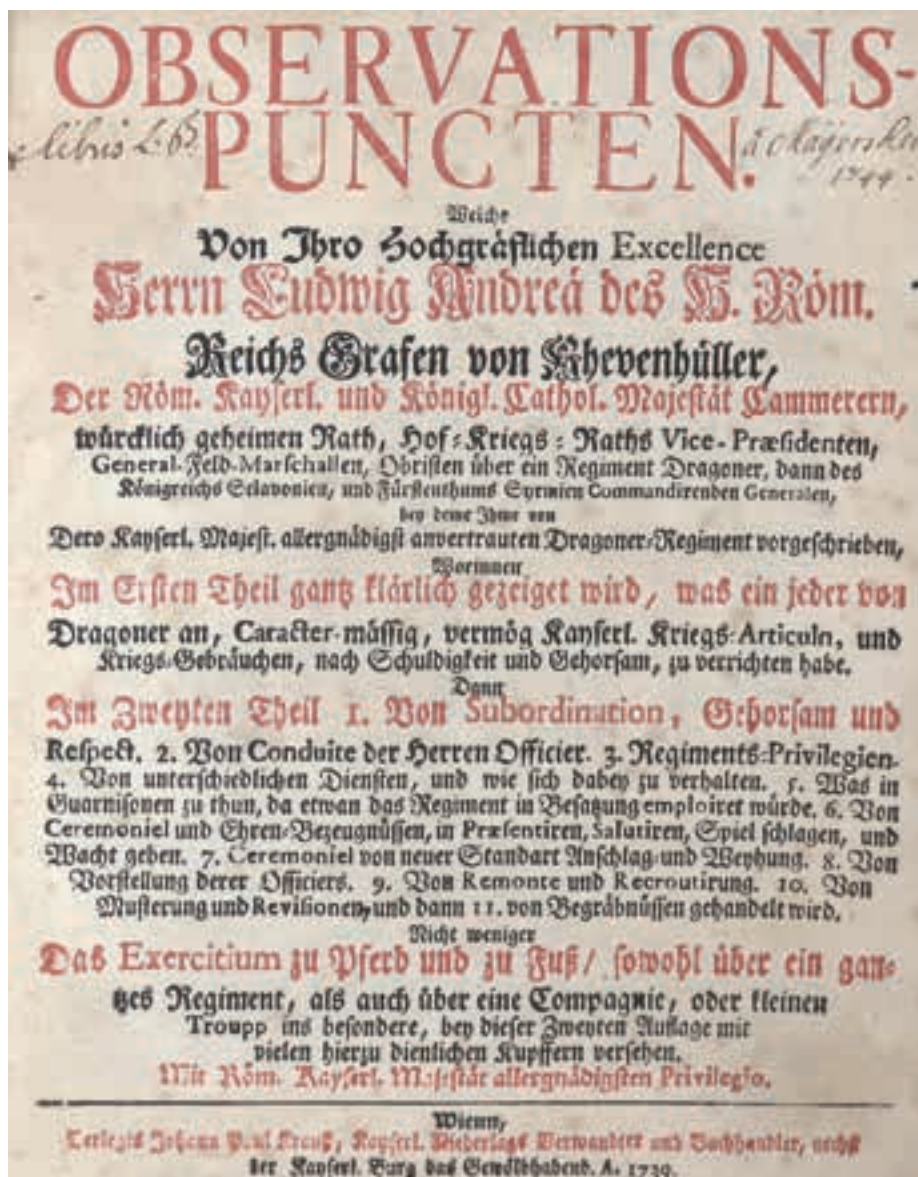 OBSERVATIONS-
PUNCTEN.
libris L: B.
1744.
Welche
Von Ihro Hochgräflichen Excellence
Herrn Ludwig Andreá des H. Röm.
Reichs Grafen von Khevenhüller,
Der Röm. Kayserl. und Königl. Cathol. Majestät Cammerern,
würcklich geheimen Rath, Hof-Kriegs-Raths Vice-Præsidenten,
General-Feld-Marschallen, Obristen über ein Regiment Dragoner, dann des
Königreichs Sclavonien, und Fürstenthums Syrmien Commandirenden Generalen,
bey deme Ihme von
Dero Kayserl. Majest. allergnädigst anvertrauten Dragoner-Regiment vorgeschrieben,
Worinnen
Im Ersten Theil gantz klärlich gezeiget wird, was ein jeder von
Dragoner an, Caracter-mässig, vermög Kayserl. Kriegs-Articuln, und
Kriegs-Gebräuchen, nach Schuldigkeit und Gehorsam, zu verrichten habe.
Dann
Im Zweyten Theil 1. Von Subordination, Gehorsam und
Respect. 2. Von Conduite der Herren Officier. 3. Regiments-Privilegien.
4. Von unterschiedlichen Diensten, und wie sich dabey zu verhalten. 5. Was in
Guarnisonen zu thun, da etwan das Regiment in Besatzung emploiret würde. 6. Von
Ceremoniel und Ehren-Bezeugnüssen, in Præsentiren, Salutiren, Spiel schlagen, und
Wacht geben. 7. Ceremoniel von neuer Standart Anschlag- und Weyhung. 8. Von
Vorstellung derer Officiers. 9. Von Remonte und Recroutirung. 10. Von
Musterung und Revisionen, und dann 11. von Begräbnüssen gehandelt wird.
Nicht weniger
Das Exercitium zu Pferd und zu Fuß / sowohl über ein gan-
tzes Regiment, als auch über eine Compagnie, oder kleinen
Troupp ins besondere, bey dieser Zweyten Auflage mit
vielen hierzu dienlichen Kupffern versehen.
Mit Röm. Kayserl. Majestät allergnädigsten Privilegio.
Wienn,
Verlegts Johann Paul Krauß, Kayserl. Niederlags Verwandter und Buchhandler, nechst
der Kayserl. Burg das Gewölbhabend. A. 1739.